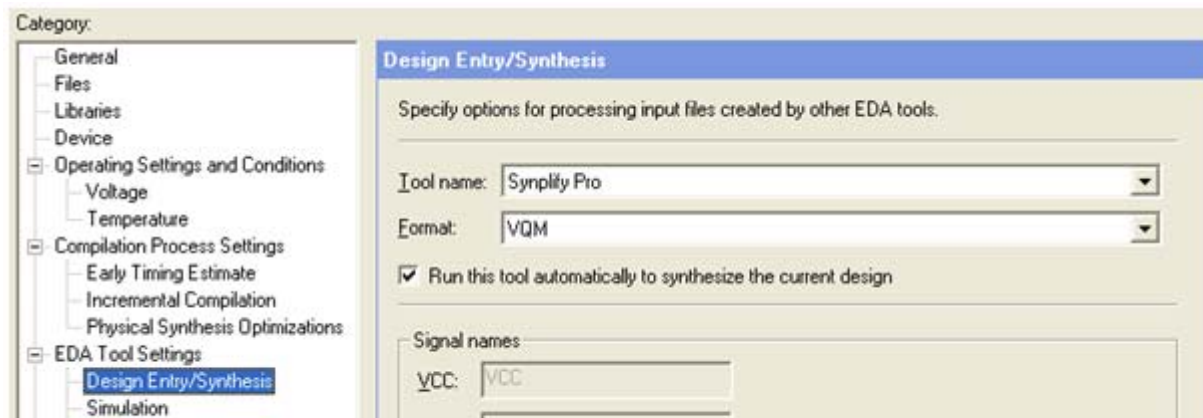 Category:
General
Files
Libraries
Device
Operating Settings and Conditions
Voltage
Temperature
Compilation Process Settings
Early Timing Estimate
Incremental Compilation
Physical Synthesis Optimizations
EDA Tool Settings
Design Entry/Synthesis
Simulation
Design Entry/Synthesis
Specify options for processing input files created by other EDA tools.
Tool name: Synplify Pro
Format: VQM
Run this tool automatically to synthesize the current design
Signal names
VCC: VCC